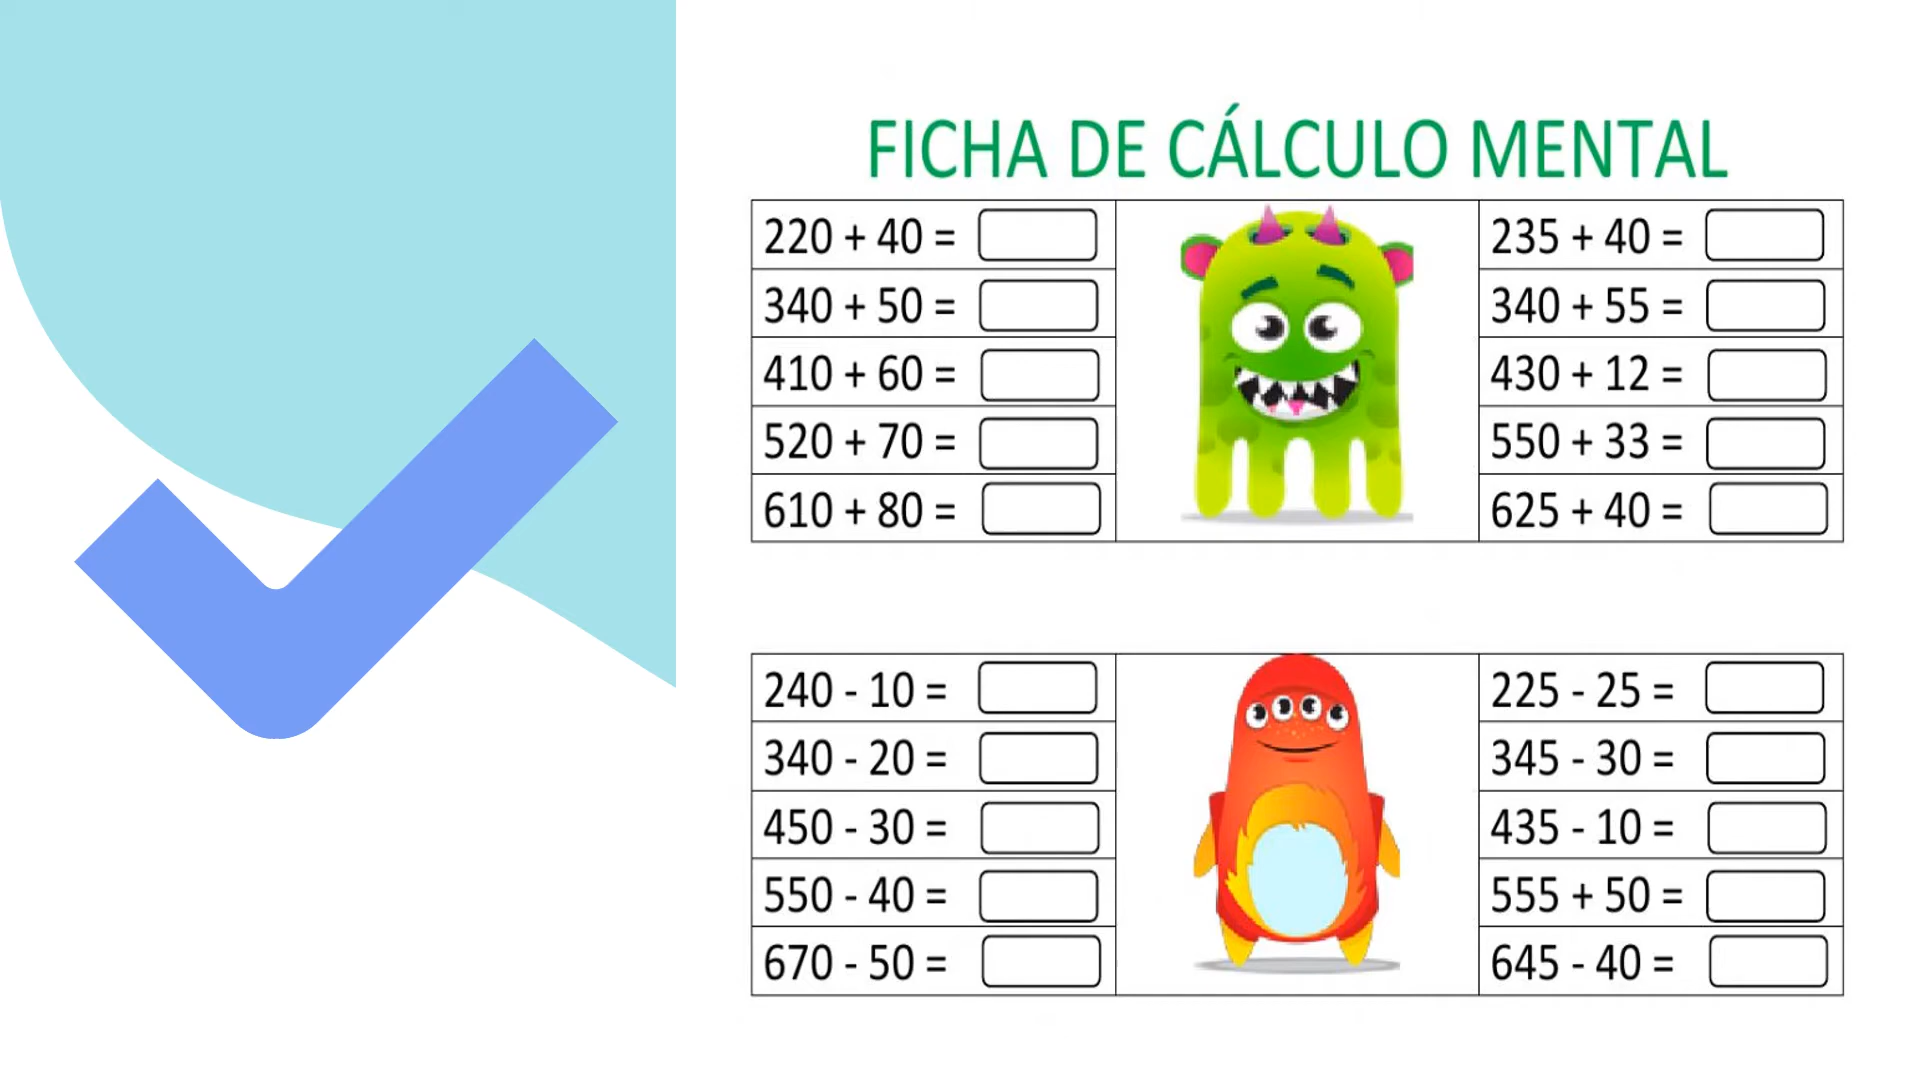 FICHA DE CÁLCULO MENTAL
220 + 40 =
235 + 40 =
340 + 50 =
340 + 55 =
410 + 60 =
430 + 12 =
520 + 70 =
550 + 33 =
610 + 80 =
625 + 40 =
240 - 10 =
225 - 25 =
340 - 20 =
345 - 30 =
450 - 30 =
435 - 10 =
550 - 40 =
555 + 50 =
670 - 50 =
645 - 40 =